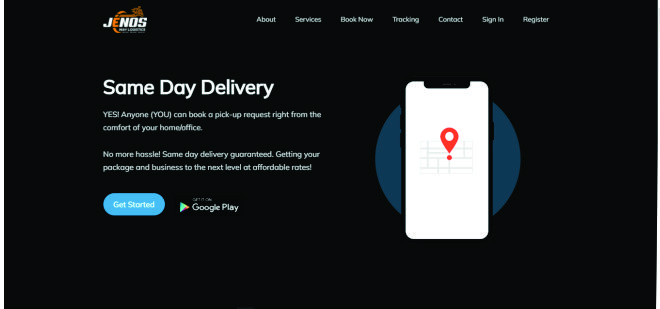 JENOS
WAY LOGISTICS
About Services Book Now Tracking Contact Sign In Register
Same Day Delivery
YES! Anyone (YOU) can book a pick-up request right from the
comfort of your home/office.
No more hassle! Same day delivery guaranteed. Getting your
package and business to the next level at affordable rates!
Get Started
GET IT ON
Google Play